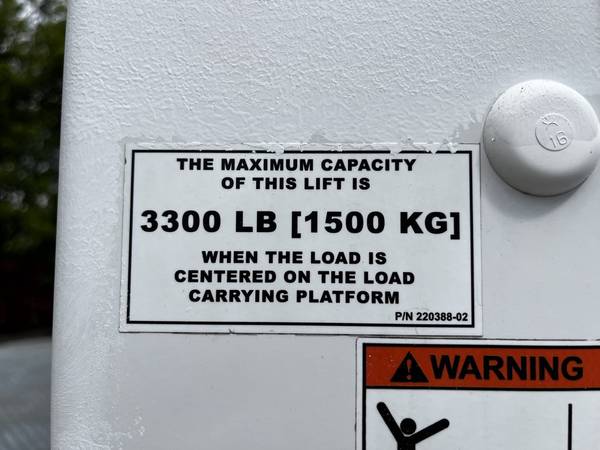 THE MAXIMUM CAPACITY
OF THIS LIFT IS
3300 LB [1500 KG]
WHEN THE LOAD IS
CENTERED ON THE LOAD
CARRYING PLATFORM
P/N 220388-02
16
WARNING